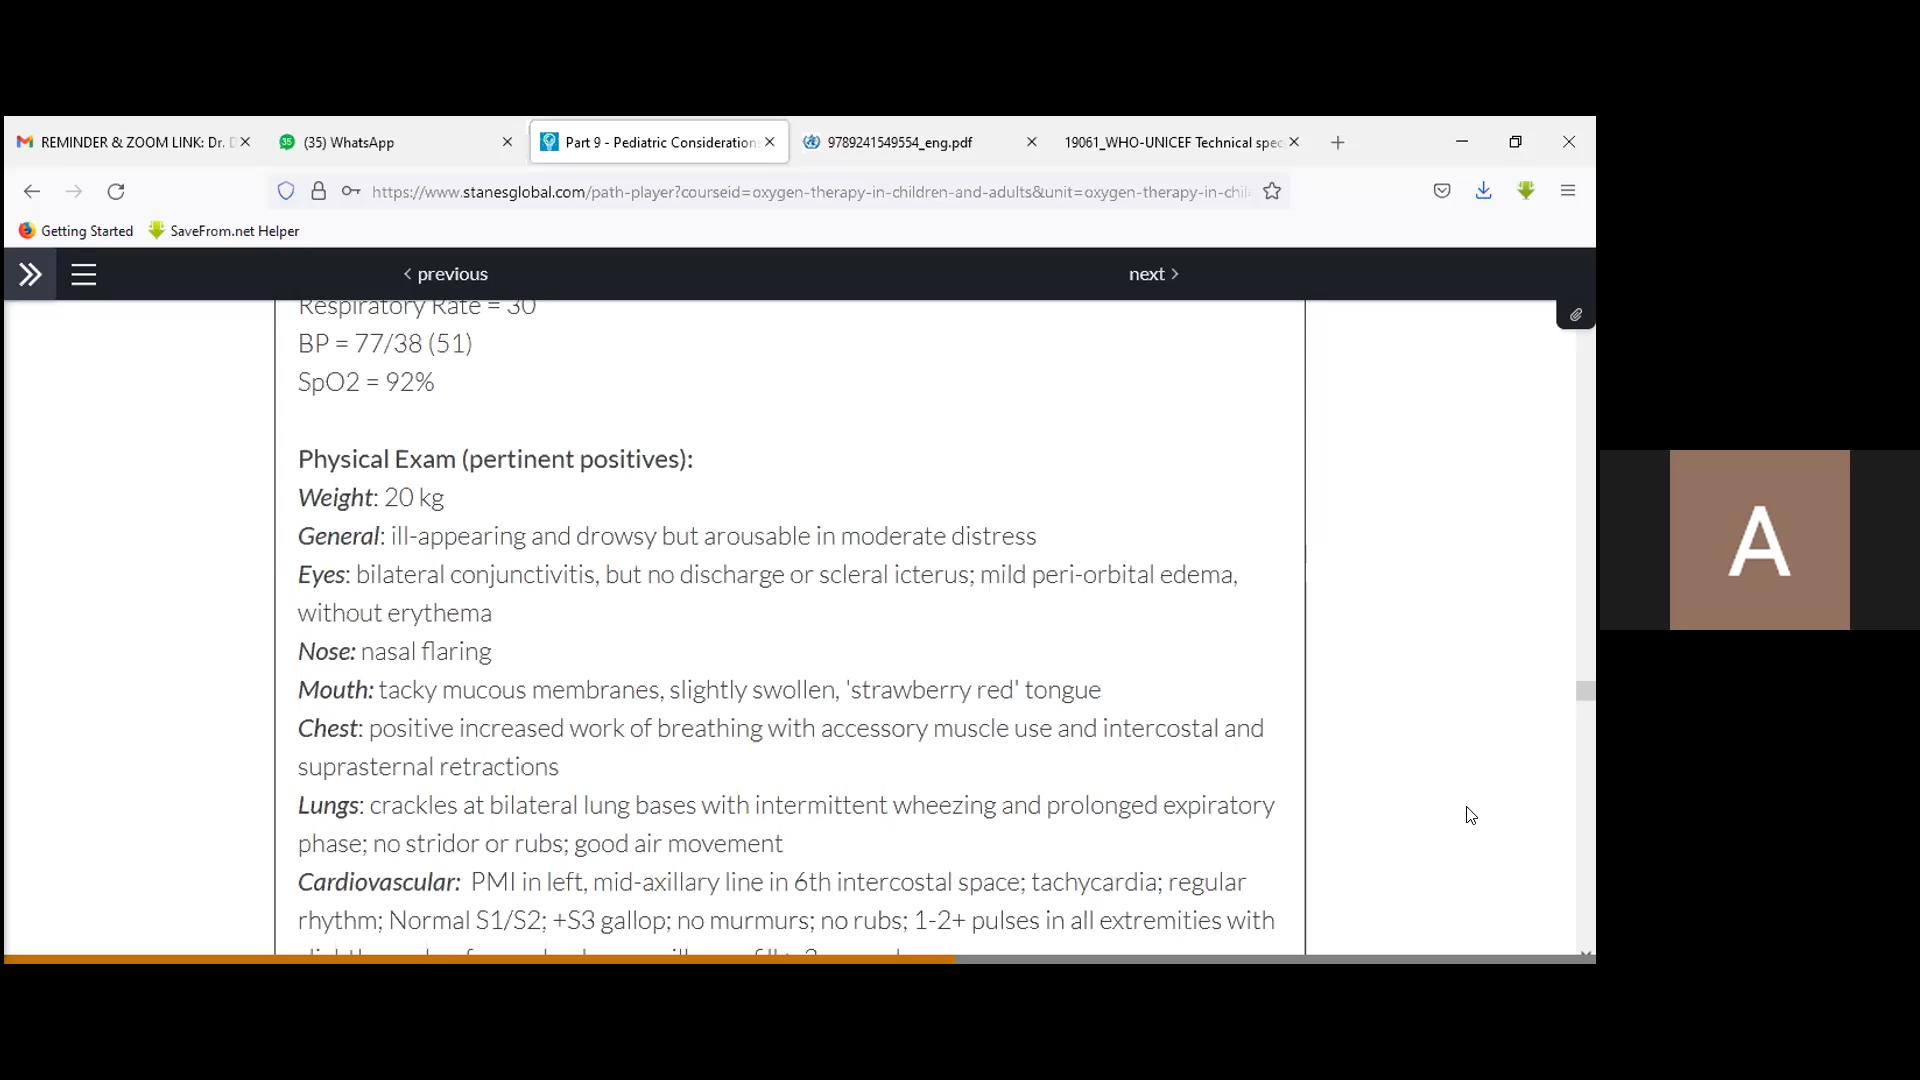 REMINDER & ZOOM LINK: Dr. D
(35) WhatsApp
Part 9 - Pediatric Consideration
9789241549554_eng.pdf
19061_WHO-UNICEF Technical spec
https://www.stanesglobal.com/path-player?courseid=oxygen-therapy-in-children-and-adults&unit=oxygen-therapy-in-chil
Getting Started
SaveFrom.net Helper
previous
next
Respiratory Rate = 30
BP = 77/38 (51)
SpO2 = 92%
Physical Exam (pertinent positives):
Weight: 20 kg
General: ill-appearing and drowsy but arousable in moderate distress
Eyes: bilateral conjunctivitis, but no discharge or scleral icterus; mild peri-orbital edema,
without erythema
Nose: nasal flaring
Mouth: tacky mucous membranes, slightly swollen, 'strawberry red' tongue
Chest: positive increased work of breathing with accessory muscle use and intercostal and
suprasternal retractions
Lungs: crackles at bilateral lung bases with intermittent wheezing and prolonged expiratory
phase; no stridor or rubs; good air movement
Cardiovascular: PMI in left, mid-axillary line in 6th intercostal space; tachycardia; regular
rhythm; Normal S1/S2; +S3 gallop; no murmurs; no rubs; 1-2+ pulses in all extremities with
A